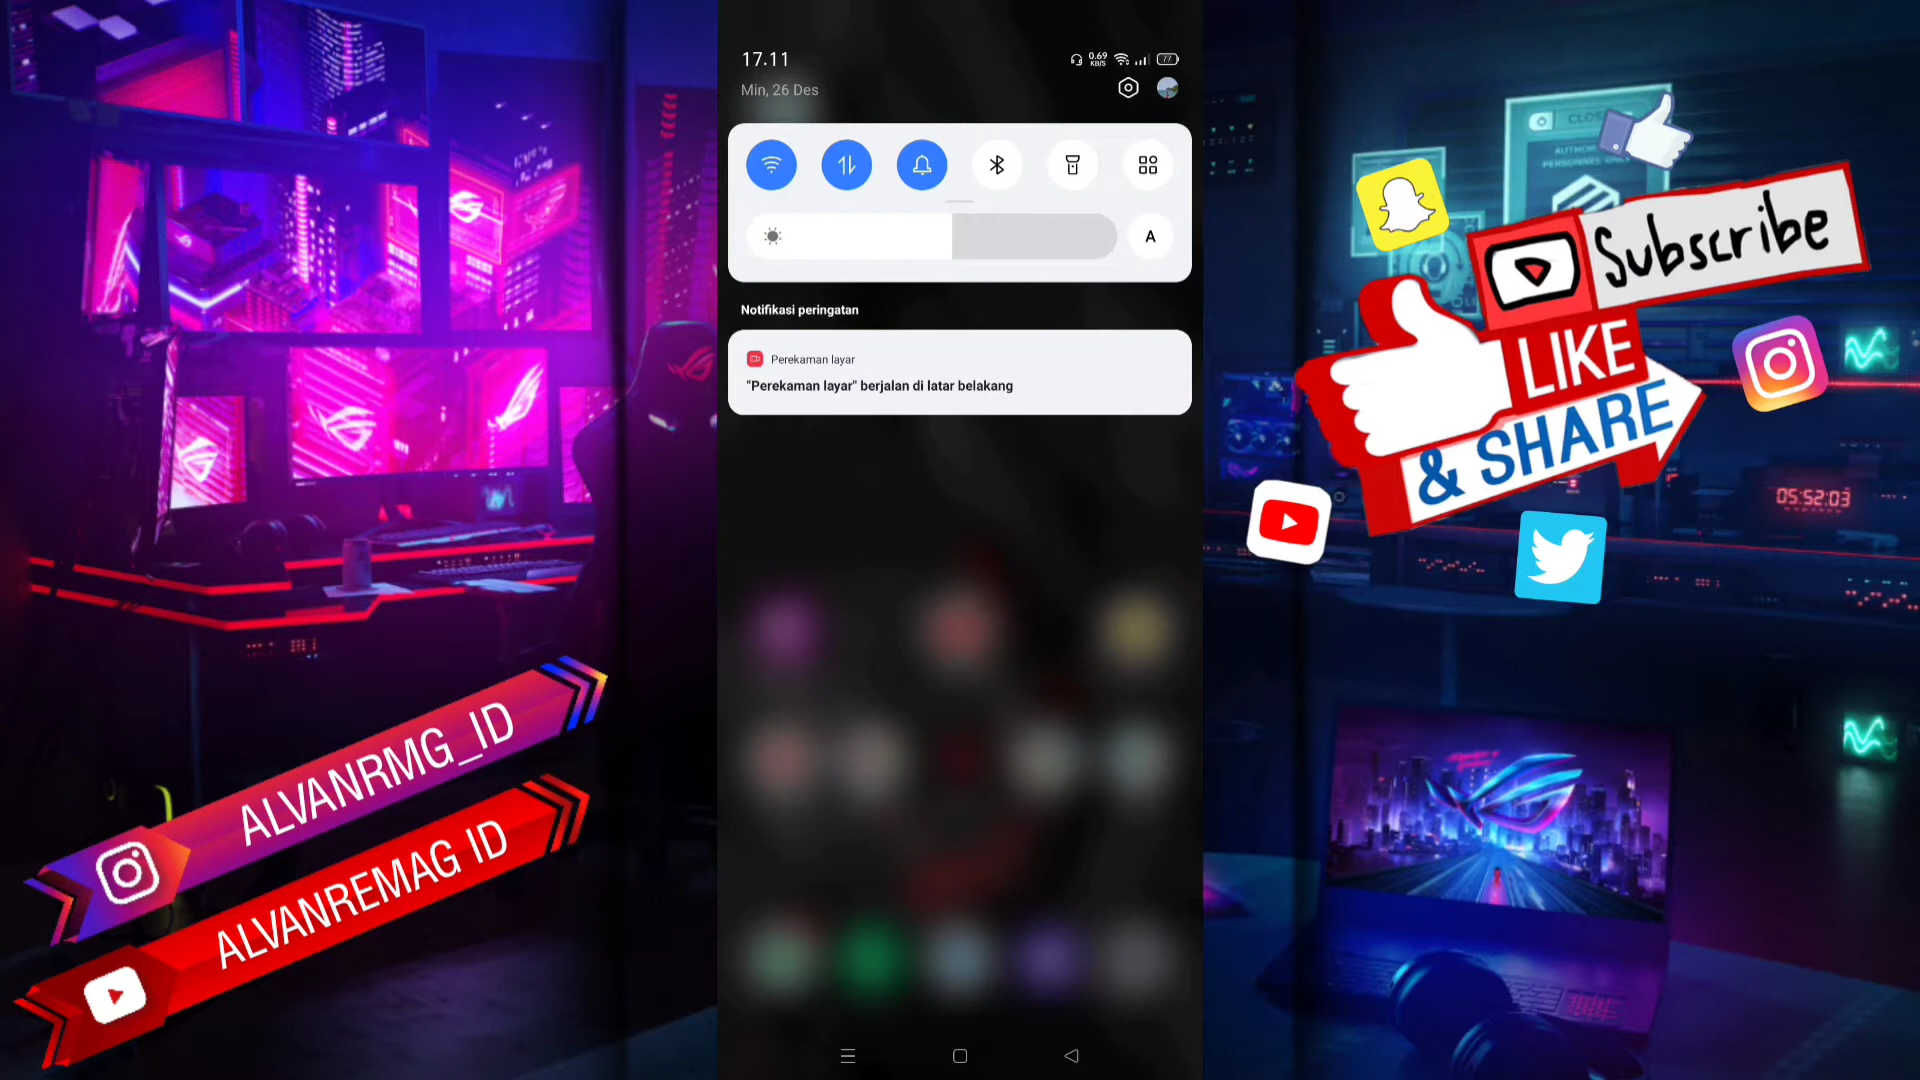 17.11
0.69
KB/S
77
Min, 26 Des
A
Notifikasi peringatan
Perekaman layar
"Perekaman layar" berjalan di latar belakang
ALVANRMG_ID
ALVANREMAG ID
Subscribe
LIKE
& SHARE
05:52:03